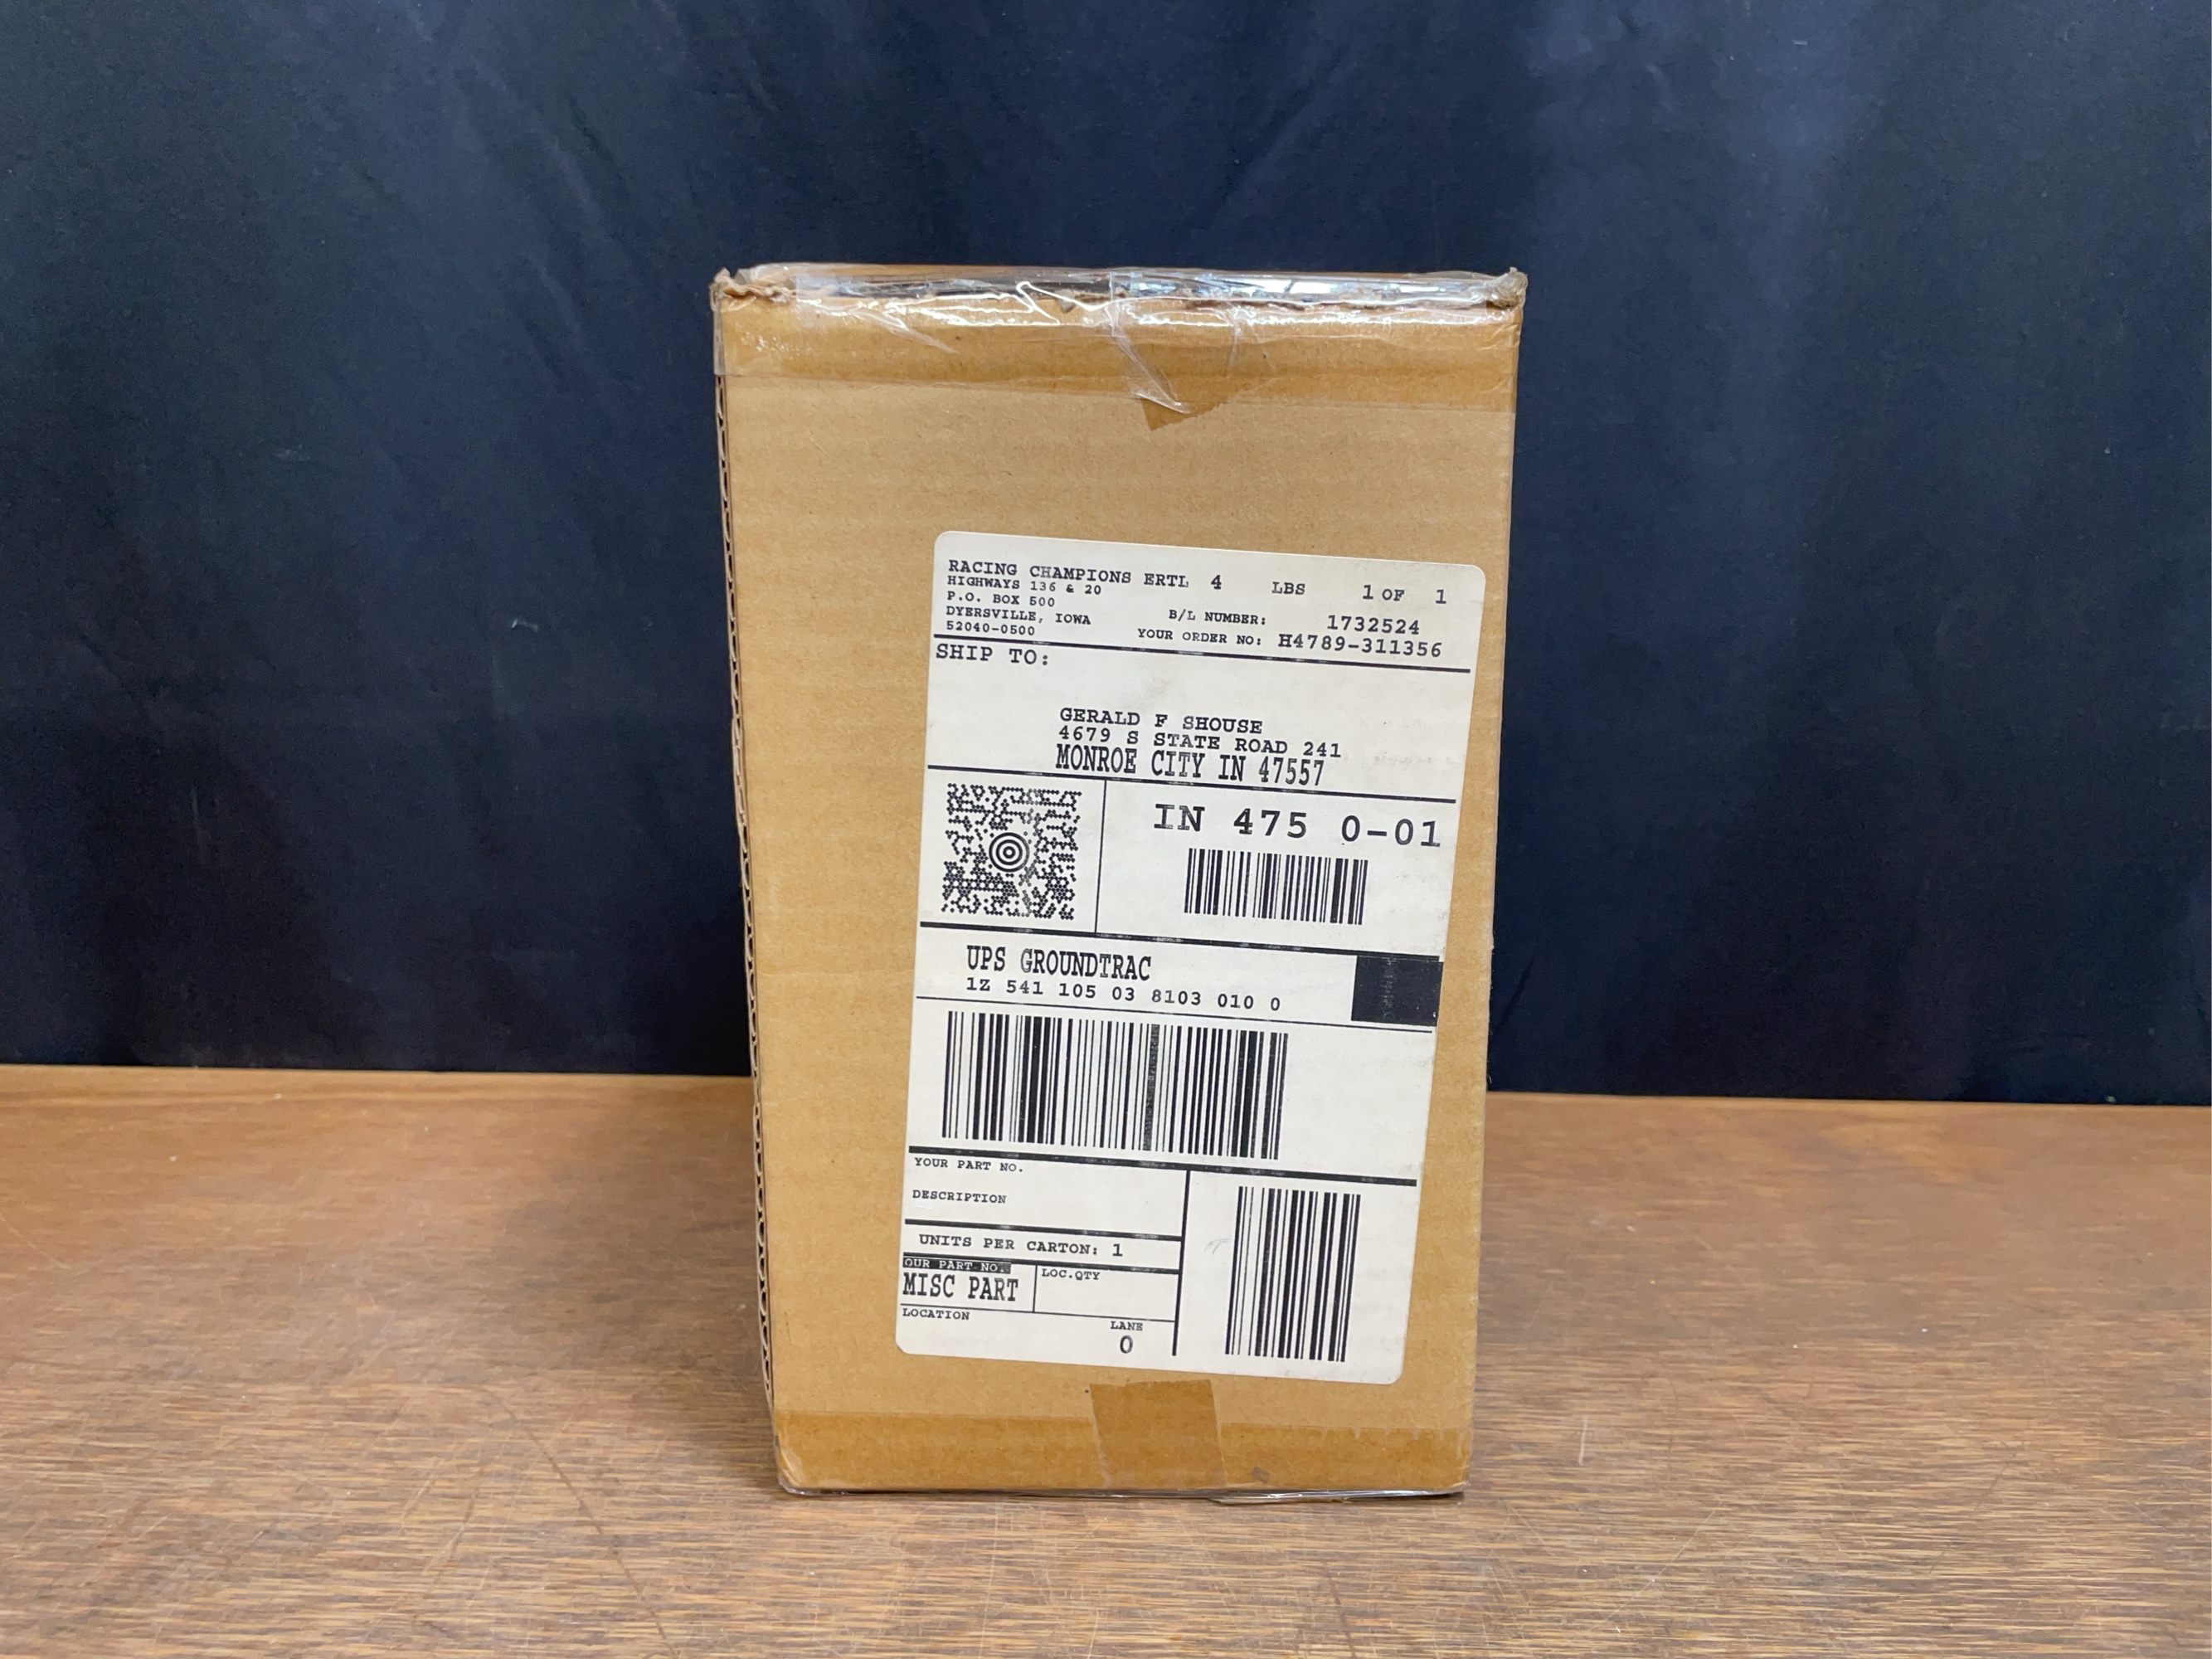 RACING CHAMPIONS ERTL 4 LBS 1 OF 1
HIGHWAYS 136 & 20
P.O. BOX 500
DYERSVILLE, IOWA B/L NUMBER: 1732524
52040-0500 YOUR ORDER NO: H4789-311356
SHIP TO:
GERALD F SHOUSE
4679 S STATE ROAD 241
MONROE CITY IN 47557
IN 475 0-01
UPS GROUNDTRAC
1Z 541 105 03 8103 010 0
YOUR PART NO.
DESCRIPTION
UNITS PER CARTON: 1
OUR PART NO.
LOC.QTY
MISC PART
LOCATION
LANE
0